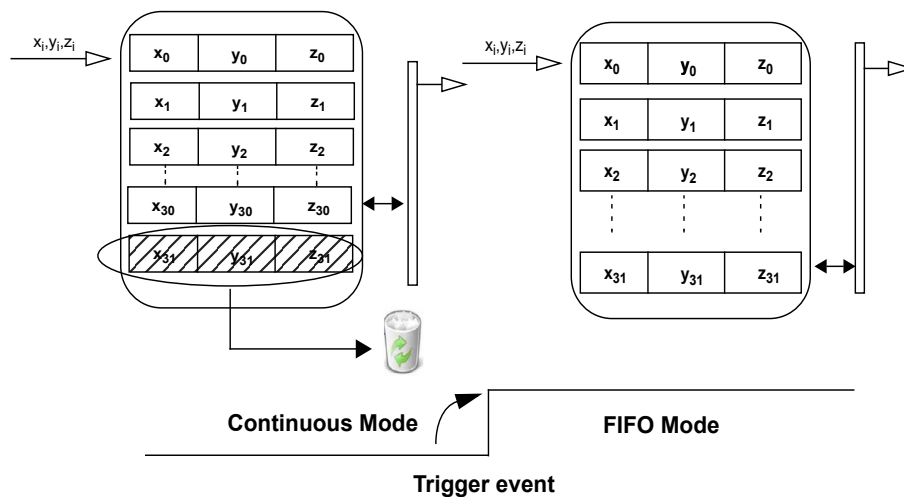 xᵢ,yᵢ,zᵢ
x₀ y₀ z₀
x₁ y₁ z₁
x₂ y₂ z₂
x₃₀ y₃₀ z₃₀
x₃₁ y₃₁ z₃₁
xᵢ,yᵢ,zᵢ
x₀ y₀ z₀
x₁ y₁ z₁
x₂ y₂ z₂
x₃₁ y₃₁ z₃₁
Continuous Mode
FIFO Mode
Trigger event